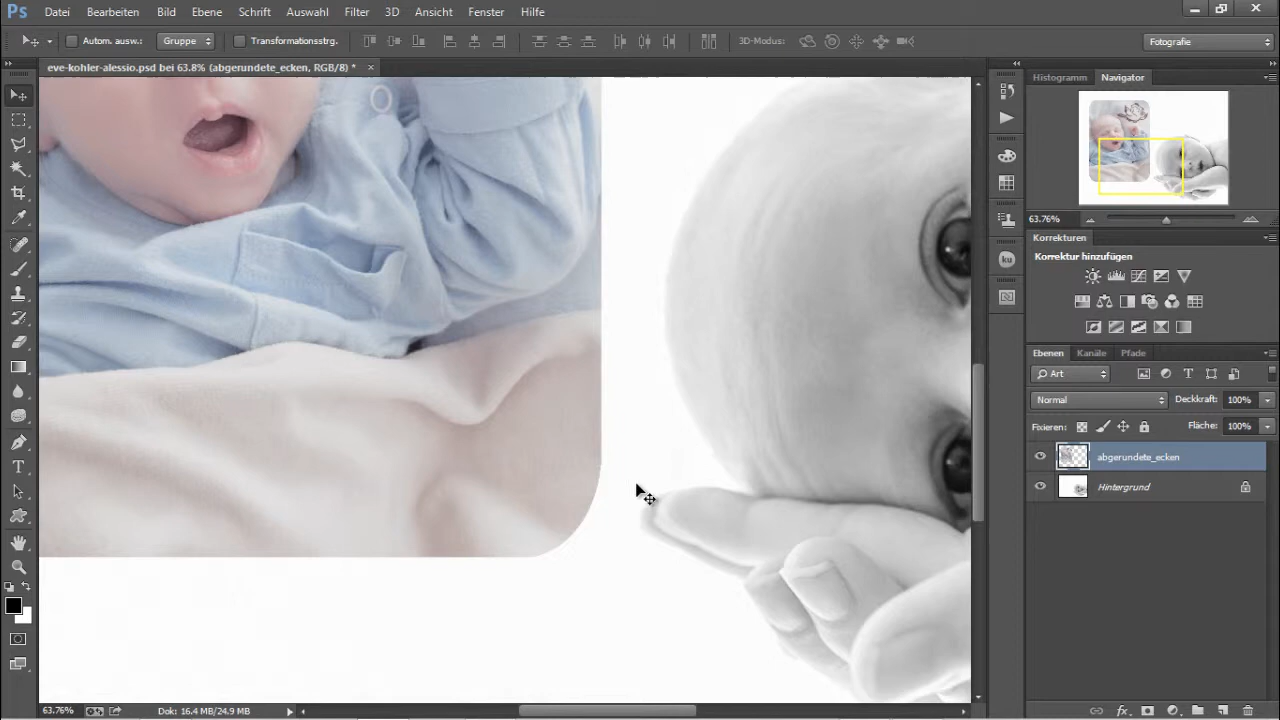 Ps Datei Bearbeiten Bild Ebene Schrift Auswahl Filter 3D Ansicht Fenster Hilfe
Autom. ausw.: Gruppe Transformationsstrg. 3D-Modus: Fotografie
eve-kohler-alessio.psd bei 63.8% (abgerundete_ecken, RGB/8) * ×
Histogramm Navigator
63.76%
Korrekturen
Korrektur hinzufügen
ku
Ebenen Kanäle Pfade
Art
Normal Deckkraft: 100%
Fixieren: Fläche: 100%
abgerundete_ecken
Hintergrund
T
fx
63.76% Dok: 16.4 MB/24.9 MB